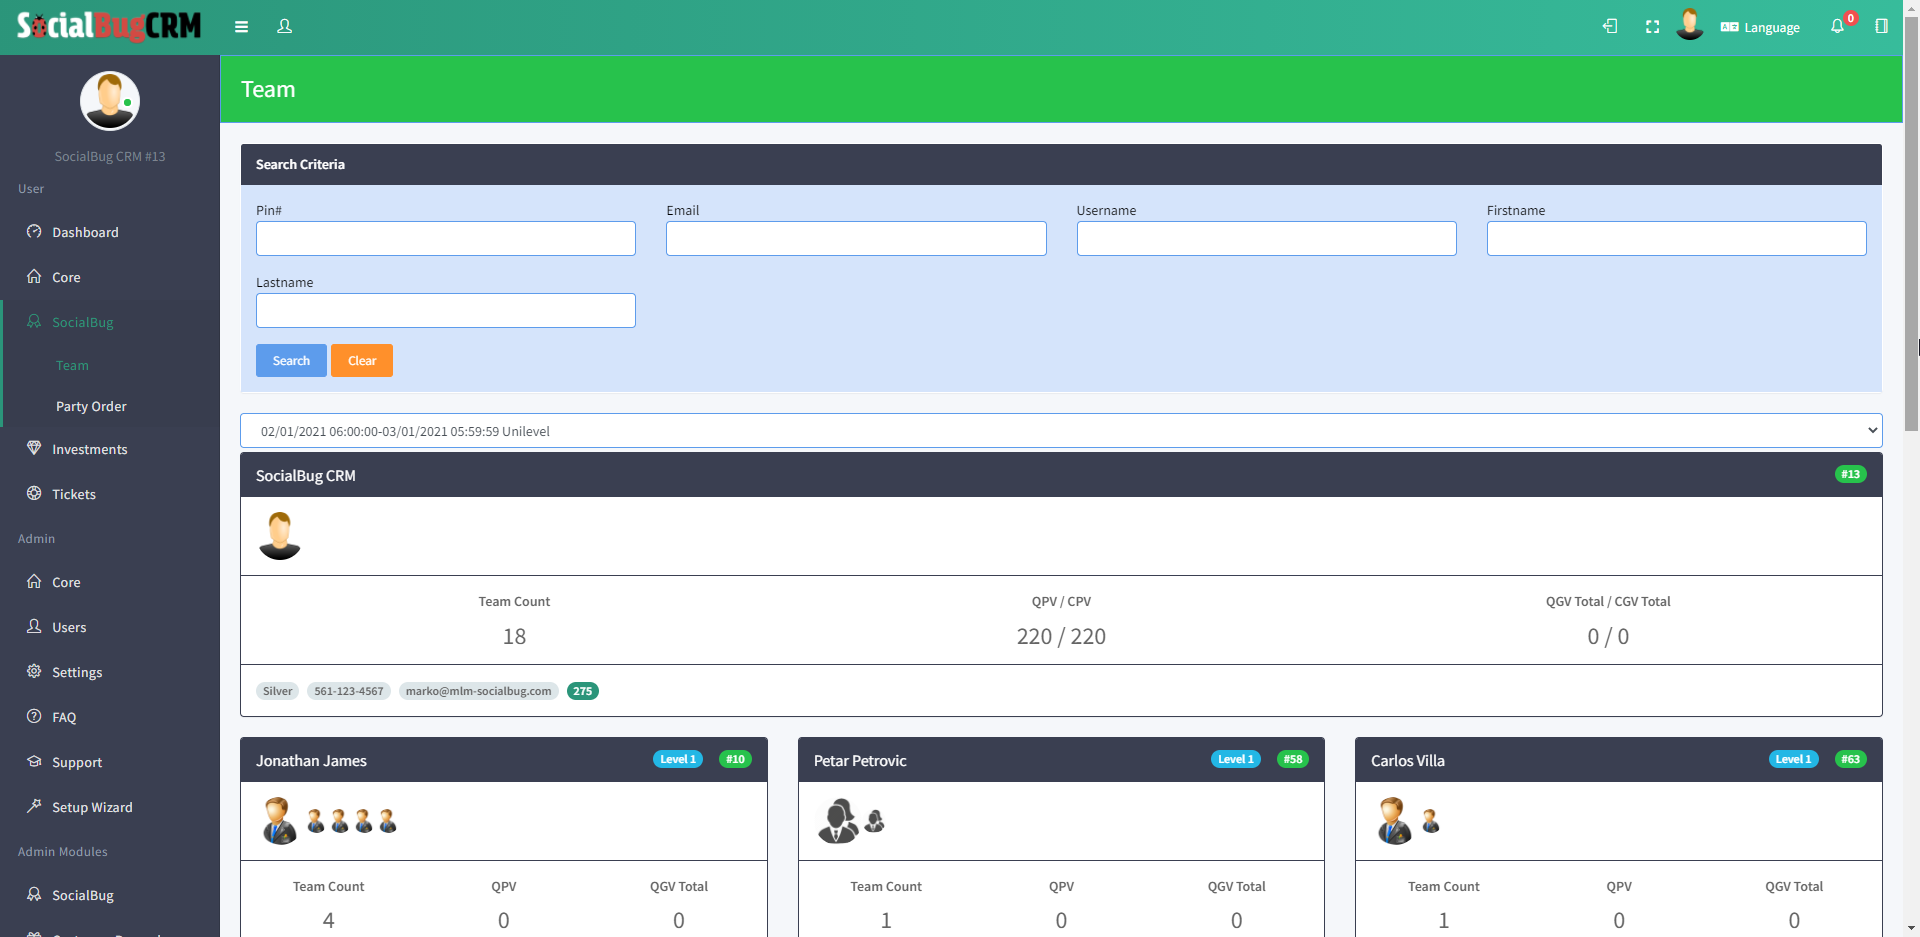 SocialBugCRM
Language
0
SocialBug CRM #13
User
Dashboard
Core
SocialBug
Team
Party Order
Investments
Tickets
Admin
Core
Users
Settings
FAQ
Support
Setup Wizard
Admin Modules
SocialBug
Team
Search Criteria
Pin#
Email
Username
Firstname
Lastname
Search
Clear
02/01/2021 06:00:00-03/01/2021 05:59:59 Unilevel
SocialBug CRM
#13
Team Count
QPV / CPV
QGV Total / CGV Total
18
220 / 220
0 / 0
Silver
561-123-4567
marko@mlm-socialbug.com
275
Jonathan James
Level 1
#10
Team Count
QPV
QGV Total
4
0
0
Petar Petrovic
Level 1
#58
Team Count
QPV
QGV Total
1
0
0
Carlos Villa
Level 1
#63
Team Count
QPV
QGV Total
1
0
0